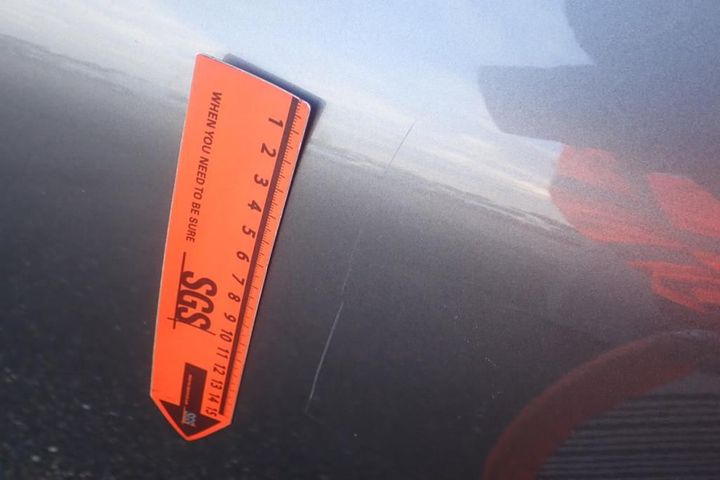 1 2 3 4 5 6 7 8 9 10 11 12 13 14 15
WHEN YOU NEED TO BE SURE
SGS
SGS